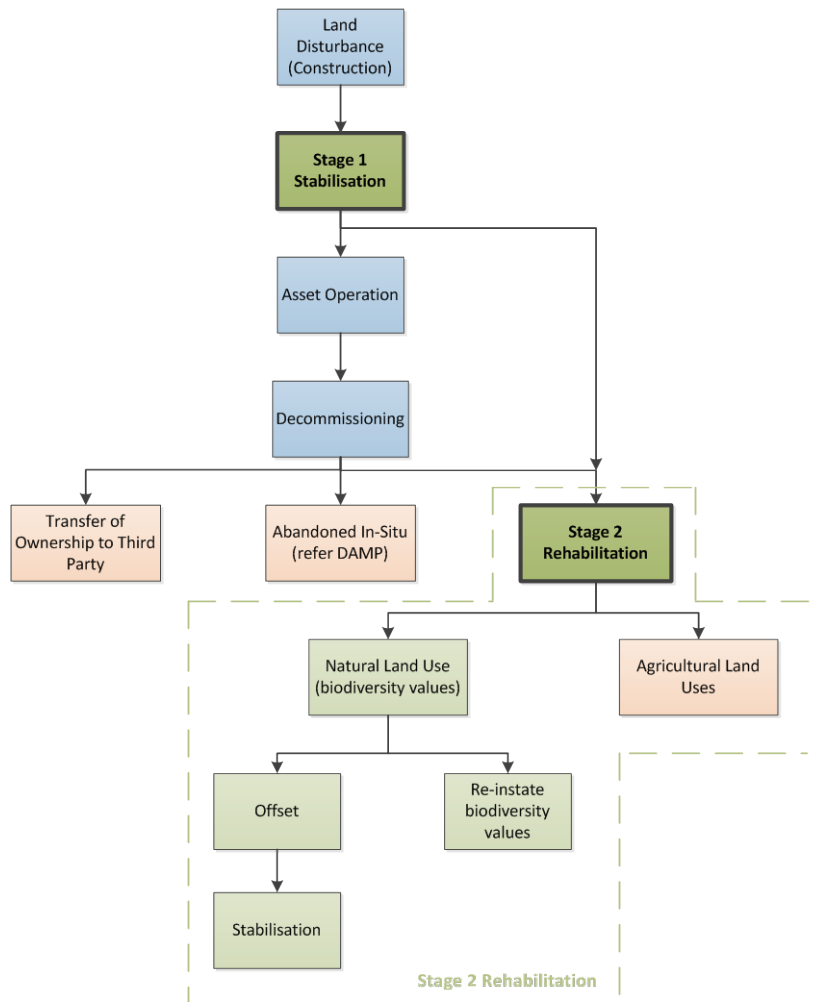 Land
Disturbance
(Construction)
Stage 1
Stabilisation
Asset Operation
Decommissioning
Transfer of
Ownership to Third
Party
Abandoned In-Situ
(refer DAMP)
Stage 2
Rehabilitation
Natural Land Use
(biodiversity values)
Agricultural Land
Uses
Offset
Re-instate
biodiversity
values
Stabilisation
Stage 2 Rehabilitation